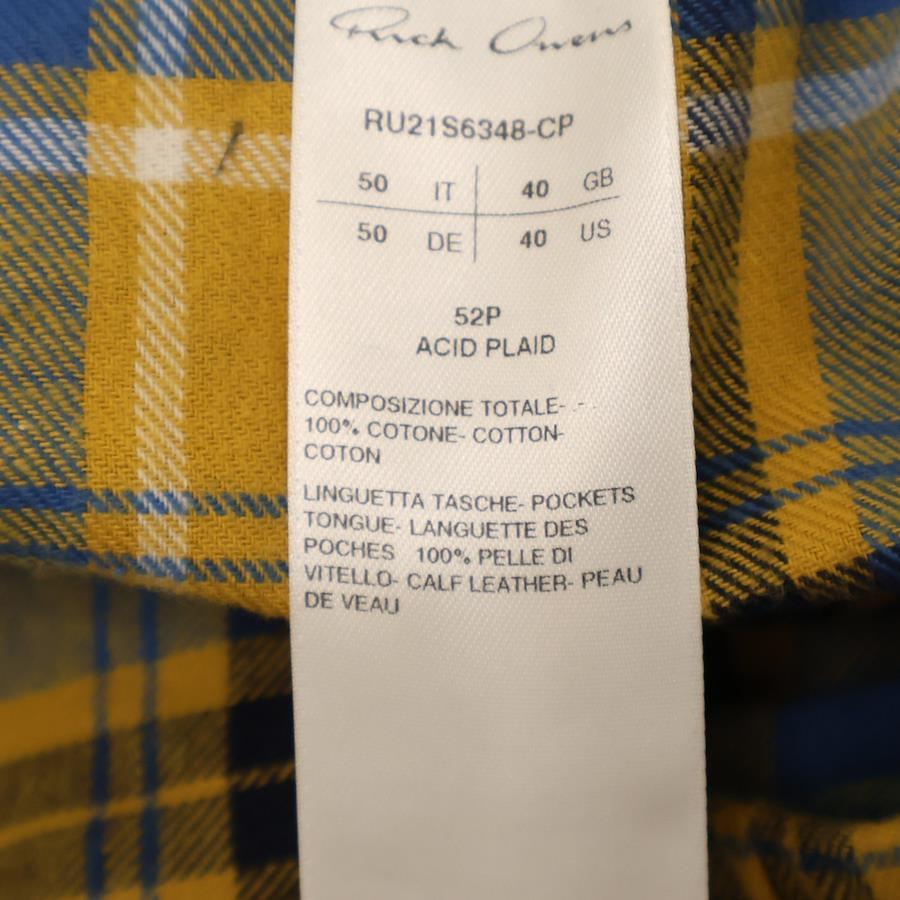 Rick Owens
RU21S6348-CP
50 IT 40 GB
50 DE 40 US
52P
ACID PLAID
COMPOSIZIONE TOTALE-
100% COTONE- COTTON-
COTON
LINGUETTA TASCHE- POCKETS
TONGUE- LANGUETTE DES
POCHES 100% PELLE DI
VITELLO- CALF LEATHER- PEAU
DE VEAU